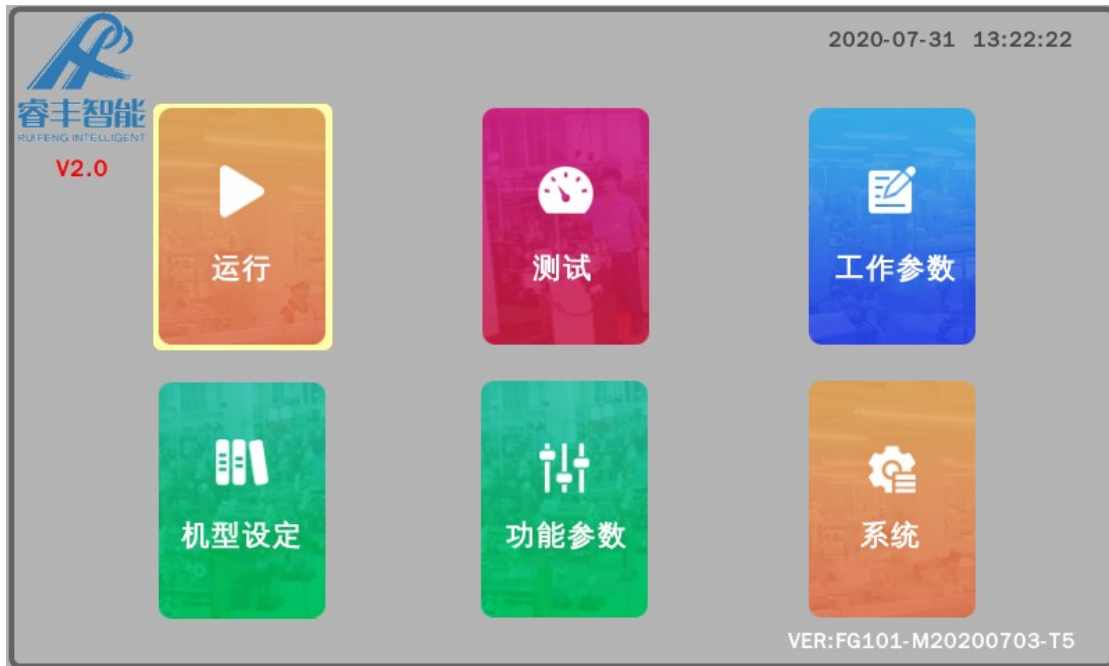 2020-07-31 13:22:22
睿丰智能
RUIFENG INTELLIGENT
V2.0
运行
测试
工作参数
机型设定
功能参数
系统
VER:FG101-M20200703-T5